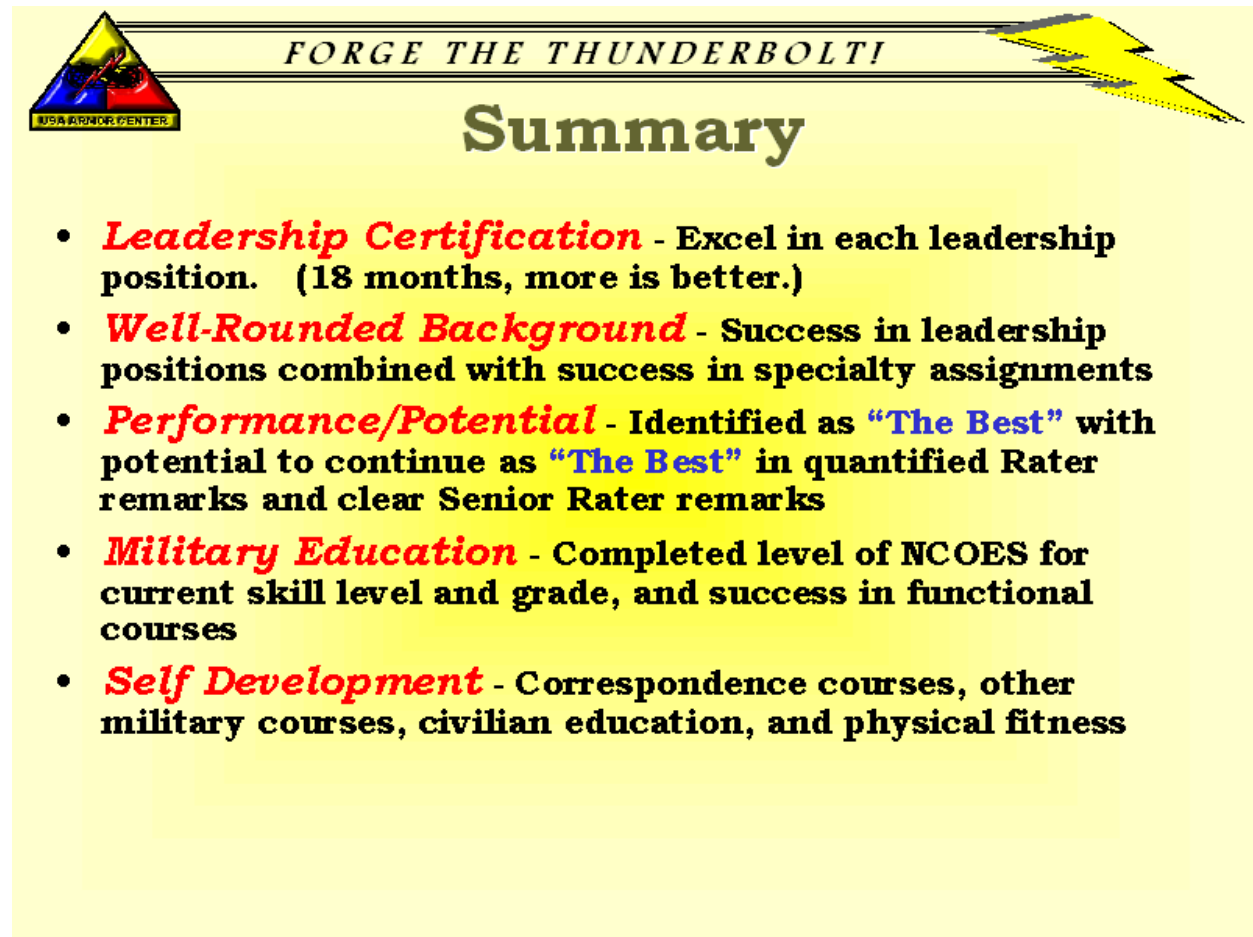 FORGE THE THUNDERBOLT!
USA ARMOR CENTER
Summary
• Leadership Certification - Excel in each leadership
position. (18 months, more is better.)
• Well-Rounded Background - Success in leadership
positions combined with success in specialty assignments
• Performance/Potential - Identified as “The Best” with
potential to continue as “The Best” in quantified Rater
remarks and clear Senior Rater remarks
• Military Education - Completed level of NCOES for
current skill level and grade, and success in functional
courses
• Self Development - Correspondence courses, other
military courses, civilian education, and physical fitness